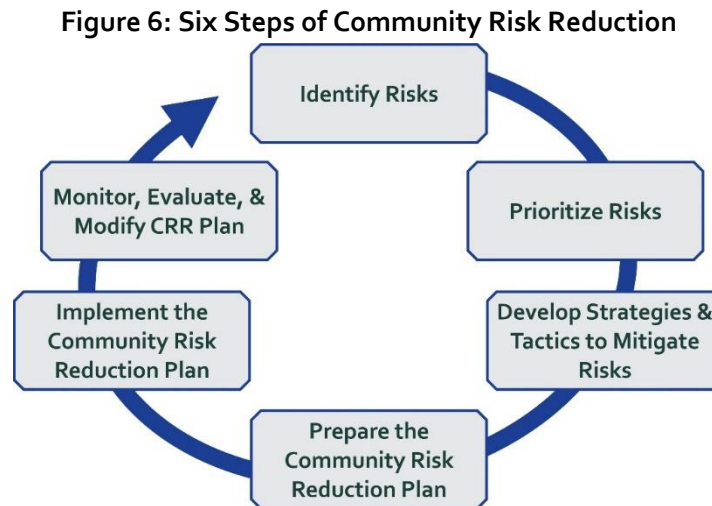 Figure 6: Six Steps of Community Risk Reduction
Identify Risks
Prioritize Risks
Develop Strategies &
Tactics to Mitigate
Risks
Prepare the
Community Risk
Reduction Plan
Implement the
Community Risk
Reduction Plan
Monitor, Evaluate, &
Modify CRR Plan